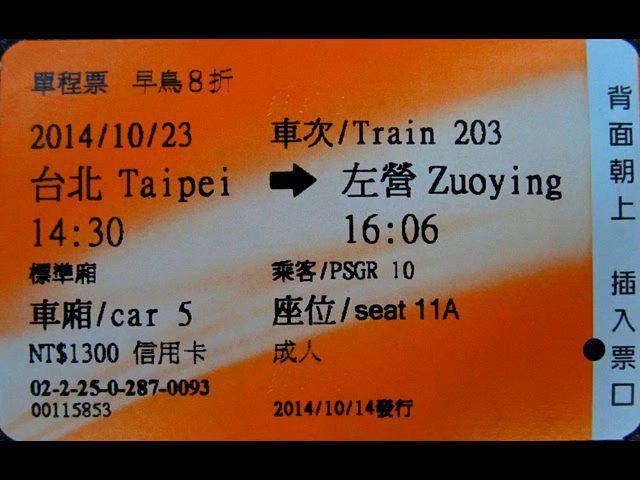 單程票 早鳥8折
2014/10/23 車次/Train 203
台北 Taipei → 左營 Zuoying
14:30 16:06
標準廂 乘客/PSGR 10
車廂/car 5 座位/seat 11A
NT$1300 信用卡 成人
02-2-25-0-287-0093
00115853 2014/10/14發行
背面朝上 插入票口